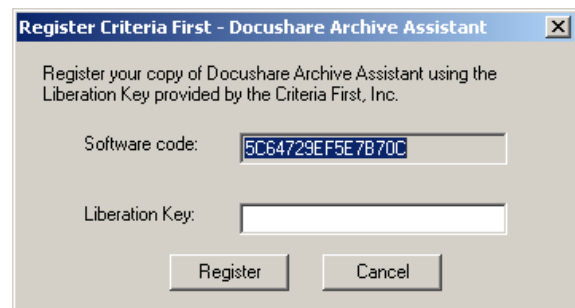 Register Criteria First - Docushare Archive Assistant
Register your copy of Docushare Archive Assistant using the
Liberation Key provided by the Criteria First, Inc.
Software code: 5C64729EF5E7B70C
Liberation Key:
Register Cancel